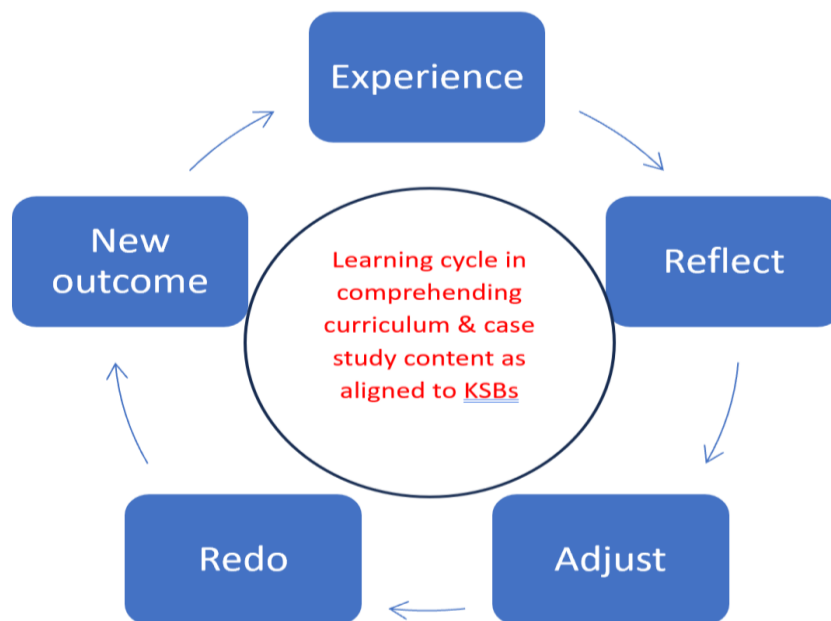 Experience
Reflect
Adjust
Redo
New
outcome
Learning cycle in
comprehending
curriculum & case
study content as
aligned to KSBs